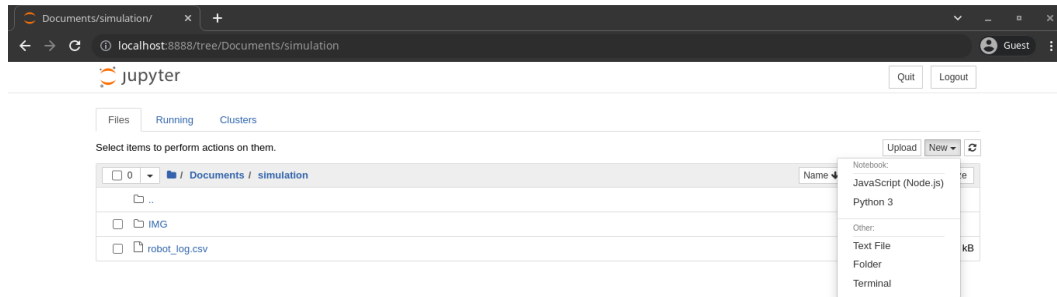 Documents/simulation/
localhost:8888/tree/Documents/simulation
Guest
jupyter
Quit Logout
Files Running Clusters
Select items to perform actions on them.
Upload New
0 / Documents / simulation
Name
..
IMG
robot_log.csv
kB
Notebook:
JavaScript (Node.js)
Python 3
Other:
Text File
Folder
Terminal